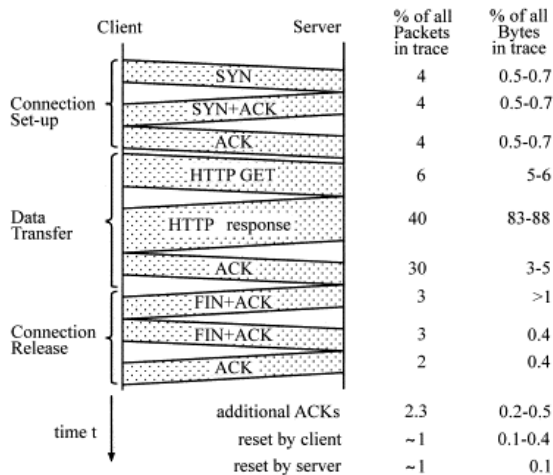 Client Server % of all Packets in trace % of all Bytes in trace
SYN 4 0.5-0.7
Connection Set-up SYN+ACK 4 0.5-0.7
ACK 4 0.5-0.7
HTTP GET 6 5-6
Data Transfer HTTP response 40 83-88
ACK 30 3-5
FIN+ACK 3 >1
Connection Release FIN+ACK 3 0.4
ACK 2 0.4
additional ACKs 2.3 0.2-0.5
time t reset by client ~1 0.1-0.4
reset by server ~1 0.1